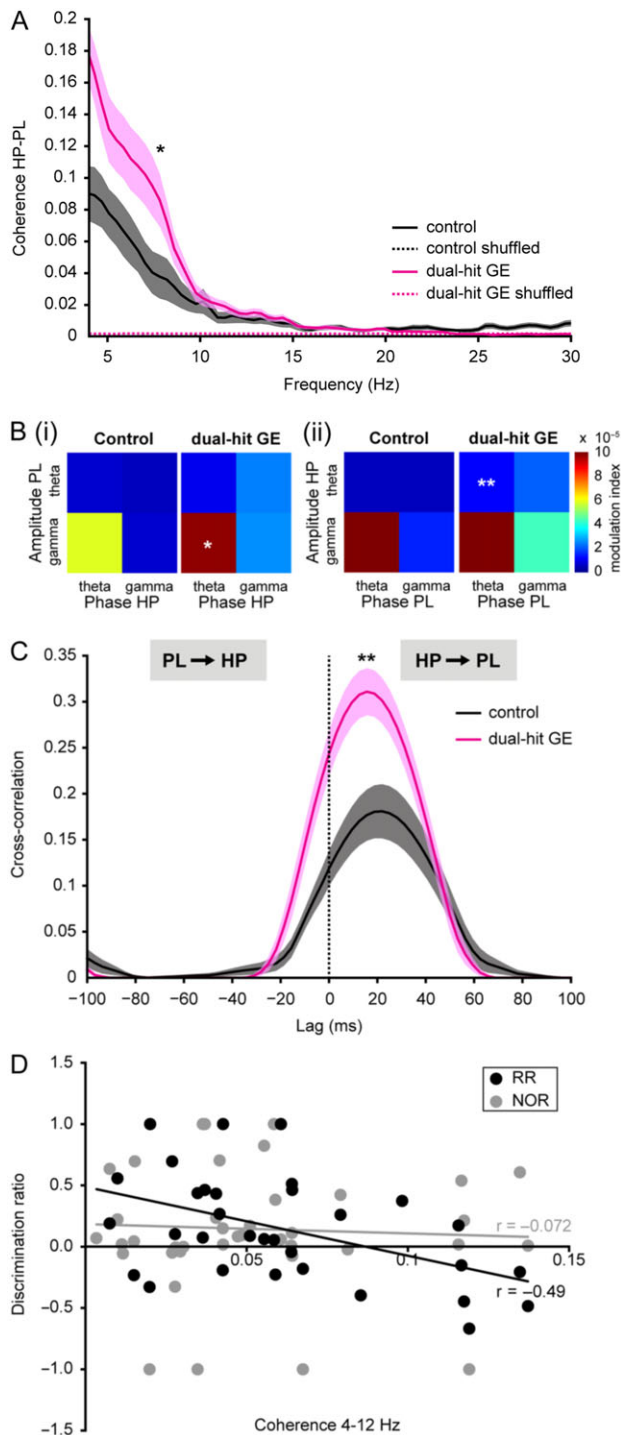 A
0.2
0.18
0.16
0.14
0.12
0.1
0.08
0.06
0.04
0.02
0
Coherence HP-PL
*
control
control shuffled
dual-hit GE
dual-hit GE shuffled
5 10 15 20 25 30
Frequency (Hz)
B (i)
Control dual-hit GE
Amplitude PL
theta
gamma
*
theta gamma theta gamma
Phase HP Phase HP
(ii)
Control dual-hit GE
Amplitude HP
theta
gamma
**
theta gamma theta gamma
Phase PL Phase PL
x 10⁻⁵
10
8
6
4
2
0
modulation index
C
0.35
0.3
0.25
0.2
0.15
0.1
0.05
0
Cross-correlation
PL → HP
**
HP → PL
control
dual-hit GE
−100 −80 −60 −40 −20 0 20 40 60 80 100
Lag (ms)
D
1.5
1.0
0.5
0.0
−0.5
−1.0
−1.5
Discrimination ratio
RR
NOR
r = −0.072
0.05 0.1 0.15
r = −0.49
Coherence 4-12 Hz